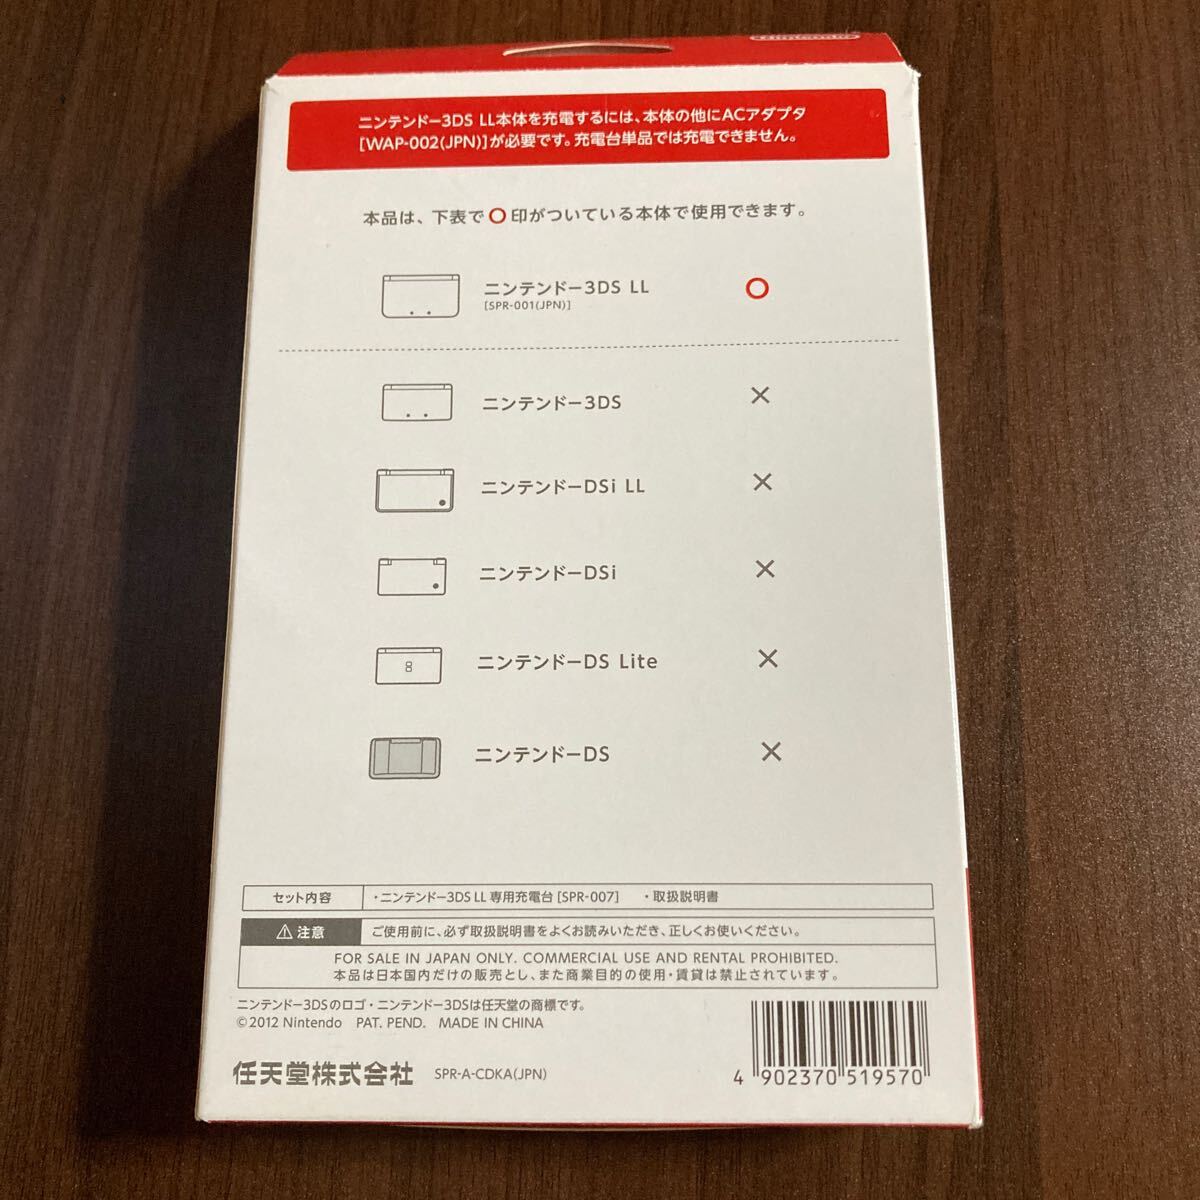 Nintendo
ニンテンドー3DS LL本体を充電するには、本体の他にACアダプタ
[WAP-002(JPN)]が必要です。充電台単品では充電できません。
本品は、下表で○印がついている本体で使用できます。
ニンテンドー3DS LL ○
[SPR-001(JPN)]
ニンテンドー3DS ×
ニンテンドーDSi LL ×
ニンテンドーDSi ×
ニンテンドーDS Lite ×
ニンテンドーDS ×
セット内容 ・ニンテンドー3DS LL 専用充電台 [SPR-007] ・取扱説明書
⚠ 注意 ご使用前に、必ず取扱説明書をよくお読みいただき、正しくお使いください。
FOR SALE IN JAPAN ONLY. COMMERCIAL USE AND RENTAL PROHIBITED.
本品は日本国内だけの販売とし、また商業目的の使用・賃貸は禁止されています。
ニンテンドー3DSのロゴ・ニンテンドー3DSは任天堂の商標です。
©2012 Nintendo PAT. PEND. MADE IN CHINA
任天堂株式会社 SPR-A-CDKA(JPN)
4 902370 519570